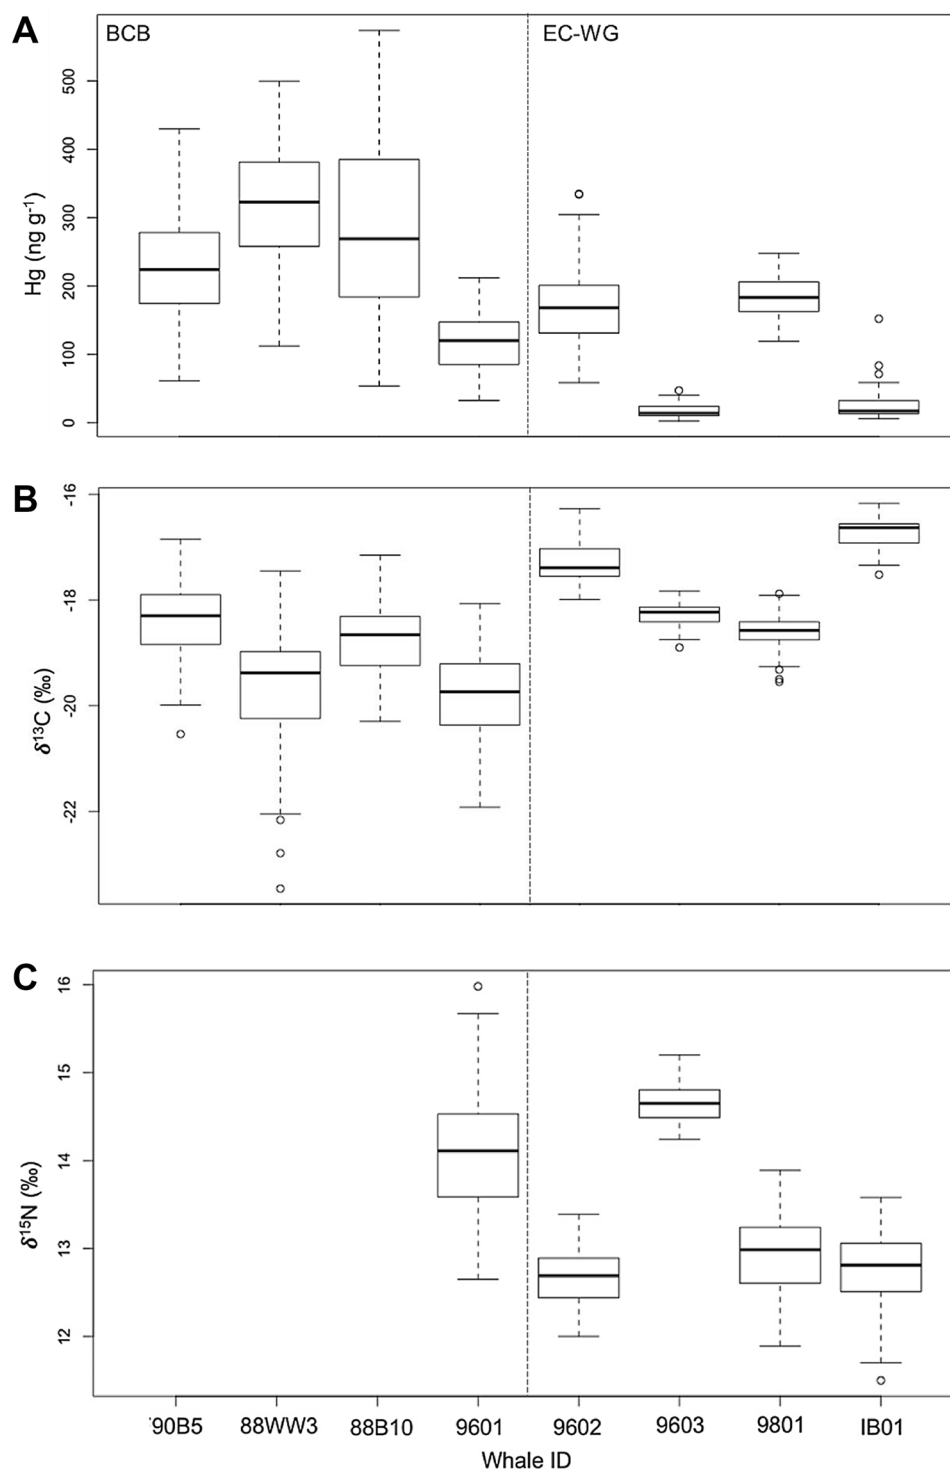 A
BCB
EC-WG
500
400
300
200
100
0
Hg (ng g⁻¹)
B
-16
-18
-20
-22
δ¹³C (‰)
C
16
15
14
13
12
δ¹⁵N (‰)
'90B5 88WW3 88B10 9601 9602 9603 9801 IB01
Whale ID